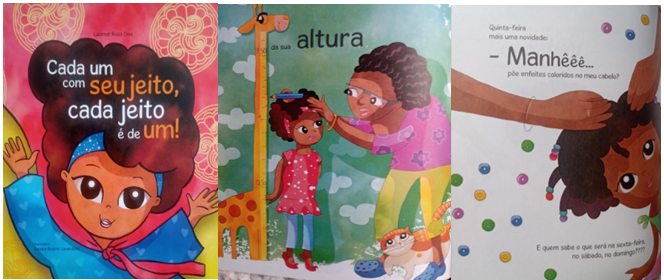 Cada um
com seu jeito,
cada jeito
é de um!
da sua altura
Quinta-feira
mais uma novidade:
– Manhêêê...
põe enfeites coloridos no meu cabelo?
E quem sabe o que será na sexta-feira,
no sábado, no domingo????